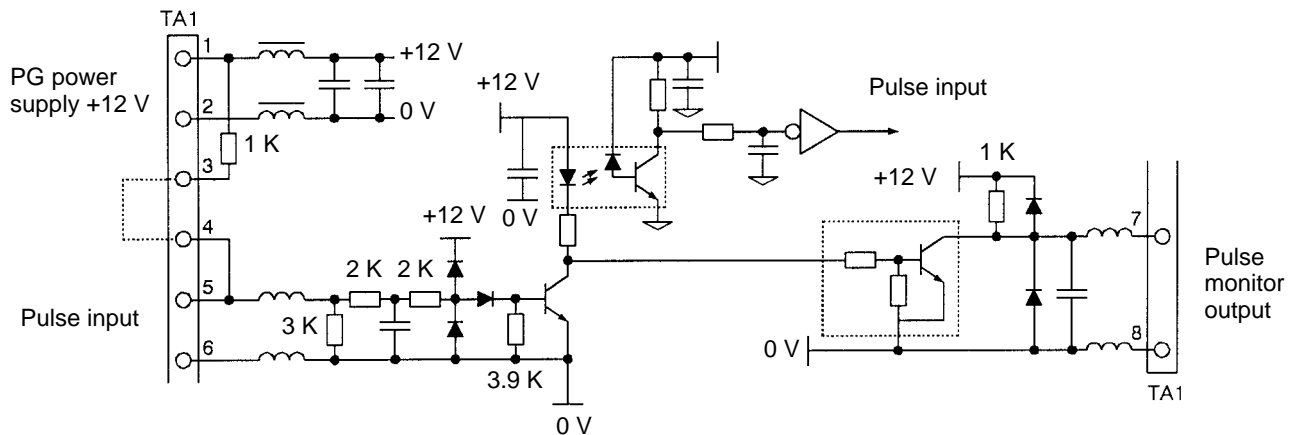 TA1
1
+12 V
PG power
supply +12 V
2
0 V
1 K
3
4
+12 V
0 V
Pulse input
+12 V
2 K
2 K
5
Pulse input
3 K
6
3.9 K
0 V
1 K
+12 V
7
Pulse
monitor
output
0 V
8
TA1